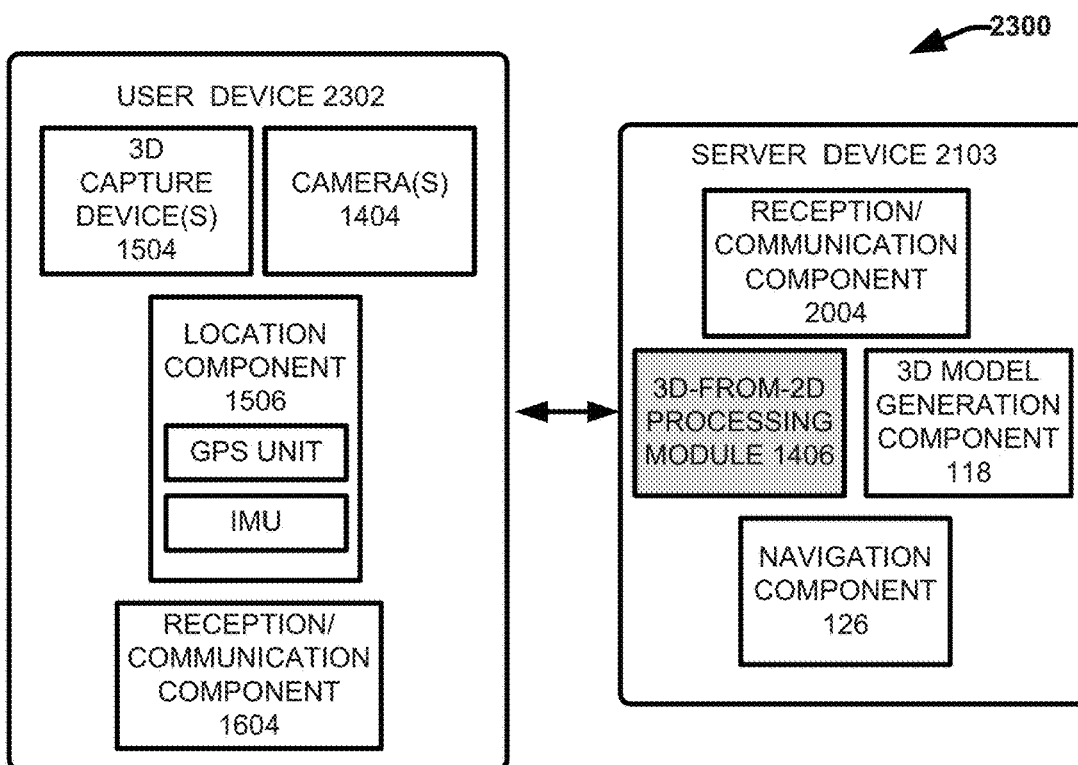 2300
USER DEVICE 2302
3D
CAPTURE
DEVICE(S)
1504
CAMERA(S)
1404
LOCATION
COMPONENT
1506
GPS UNIT
IMU
RECEPTION/
COMMUNICATION
COMPONENT
1604
SERVER DEVICE 2103
RECEPTION/
COMMUNICATION
COMPONENT
2004
3D-FROM-2D
PROCESSING
MODULE 1406
3D MODEL
GENERATION
COMPONENT
118
NAVIGATION
COMPONENT
126